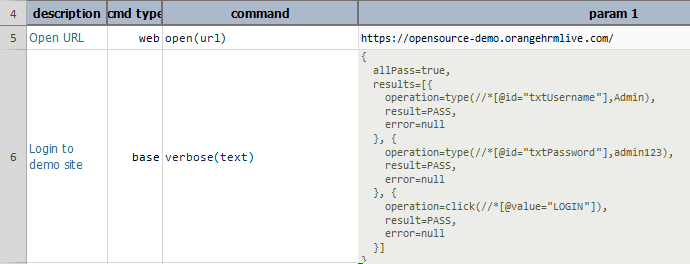 4 description cmd type command param 1
5 Open URL web open(url) https://opensource-demo.orangehrmlive.com/
{
allPass=true,
results=[{
operation=type(//*[@id="txtUsername"],Admin),
result=PASS,
error=null
}, {
6 Login to demo site base verbose(text) operation=type(//*[@id="txtPassword"],admin123),
result=PASS,
error=null
}, {
operation=click(//*[@value="LOGIN"]),
result=PASS,
error=null
}]
}